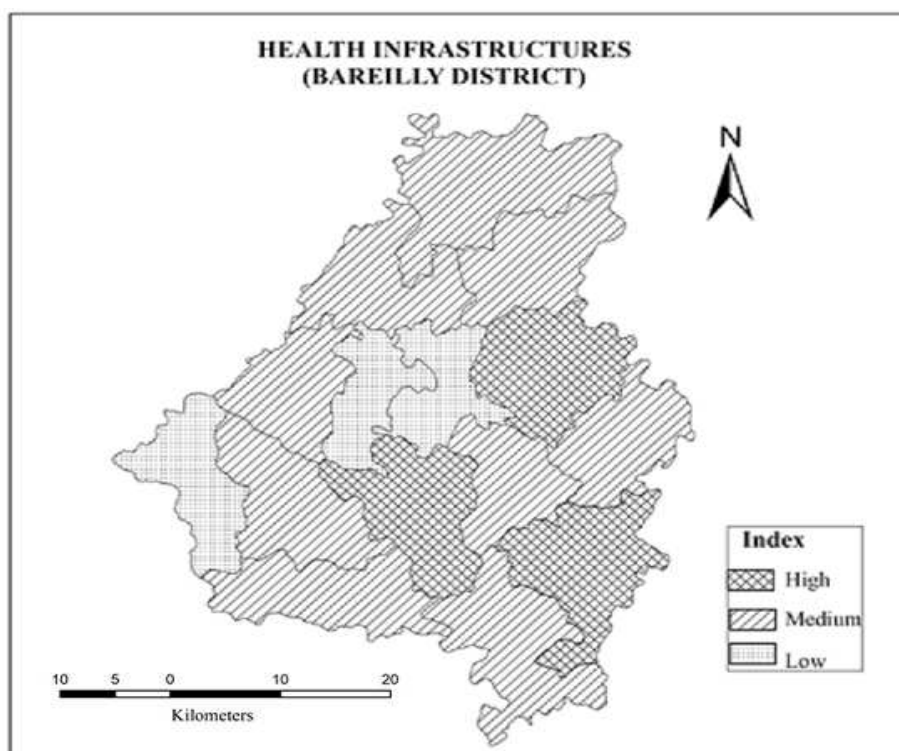 HEALTH INFRASTRUCTURES
(BAREILLY DISTRICT)
N
Index
High
Medium
Low
10 5 0 10 20
Kilometers